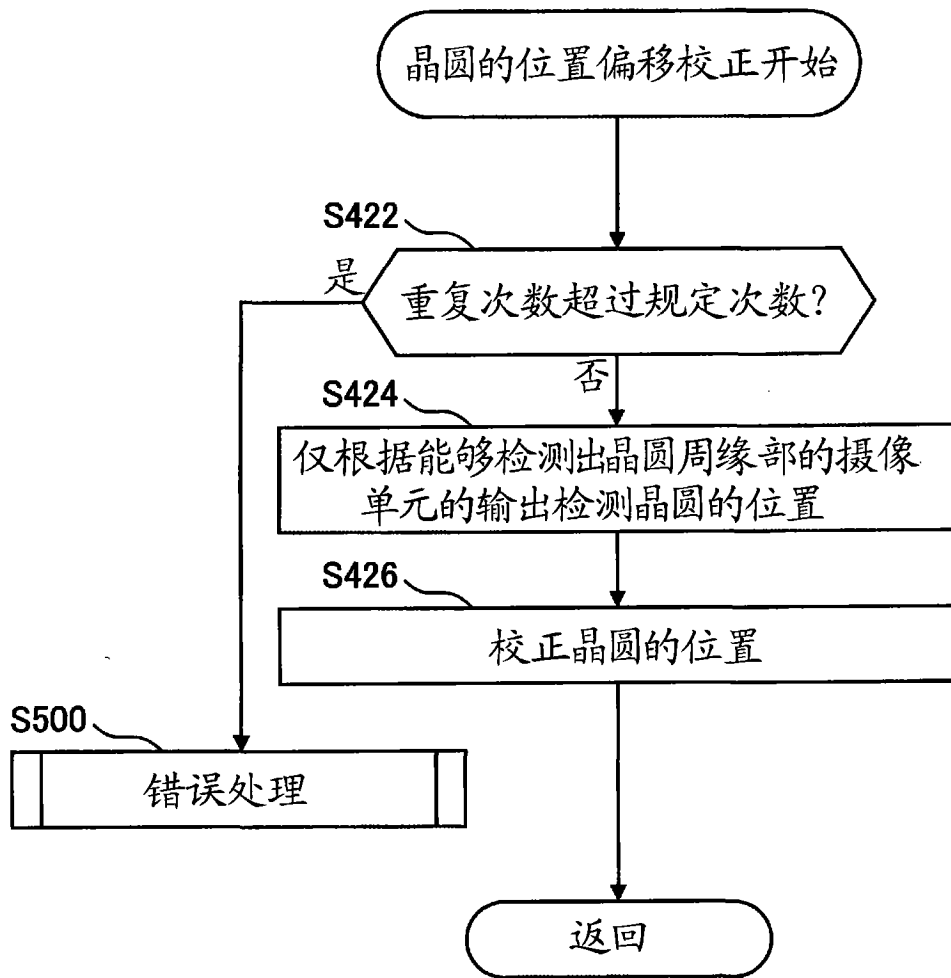 晶圆的位置偏移校正开始
S422
是
重复次数超过规定次数?
否
S424
仅根据能够检测出晶圆周缘部的摄像
单元的输出检测晶圆的位置
S426
校正晶圆的位置
S500
错误处理
返回